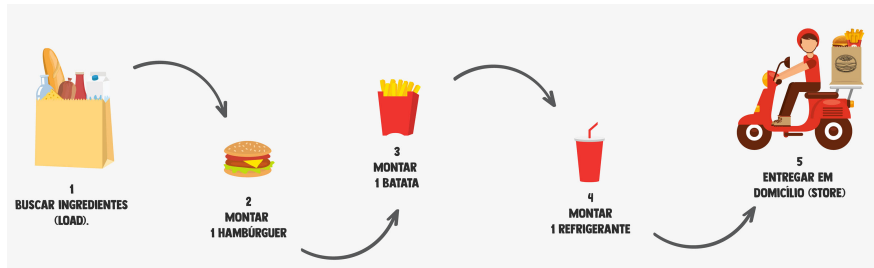 1
BUSCAR INGREDIENTES
(LOAD).
2
MONTAR
1 HAMBÚRGUER
3
MONTAR
1 BATATA
4
MONTAR
1 REFRIGERANTE
5
ENTREGAR EM
DOMICÍLIO (STORE)